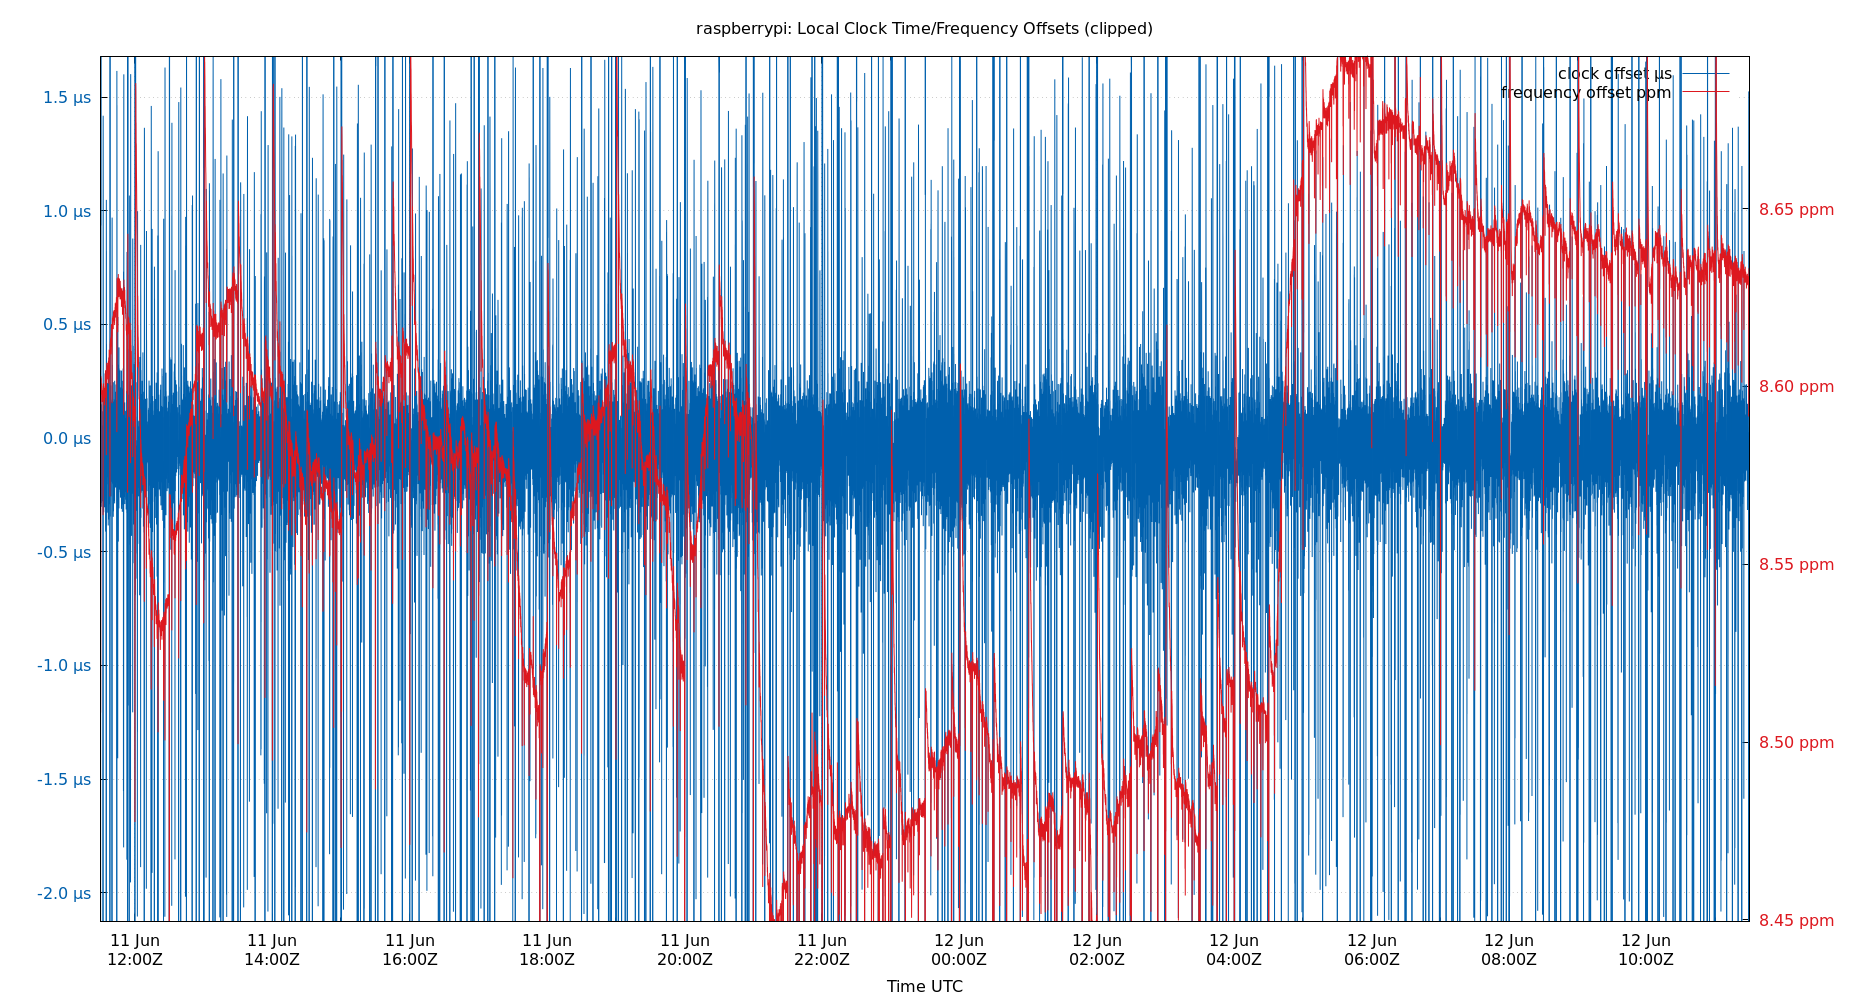 raspberrypi: Local Clock Time/Frequency Offsets (clipped)
clock offset µs
frequency offset ppm
1.5 µs
1.0 µs
0.5 µs
0.0 µs
-0.5 µs
-1.0 µs
-1.5 µs
-2.0 µs
8.65 ppm
8.60 ppm
8.55 ppm
8.50 ppm
8.45 ppm
11 Jun 11 Jun 11 Jun 11 Jun 11 Jun 11 Jun 12 Jun 12 Jun 12 Jun 12 Jun 12 Jun 12 Jun
12:00Z 14:00Z 16:00Z 18:00Z 20:00Z 22:00Z 00:00Z 02:00Z 04:00Z 06:00Z 08:00Z 10:00Z
Time UTC